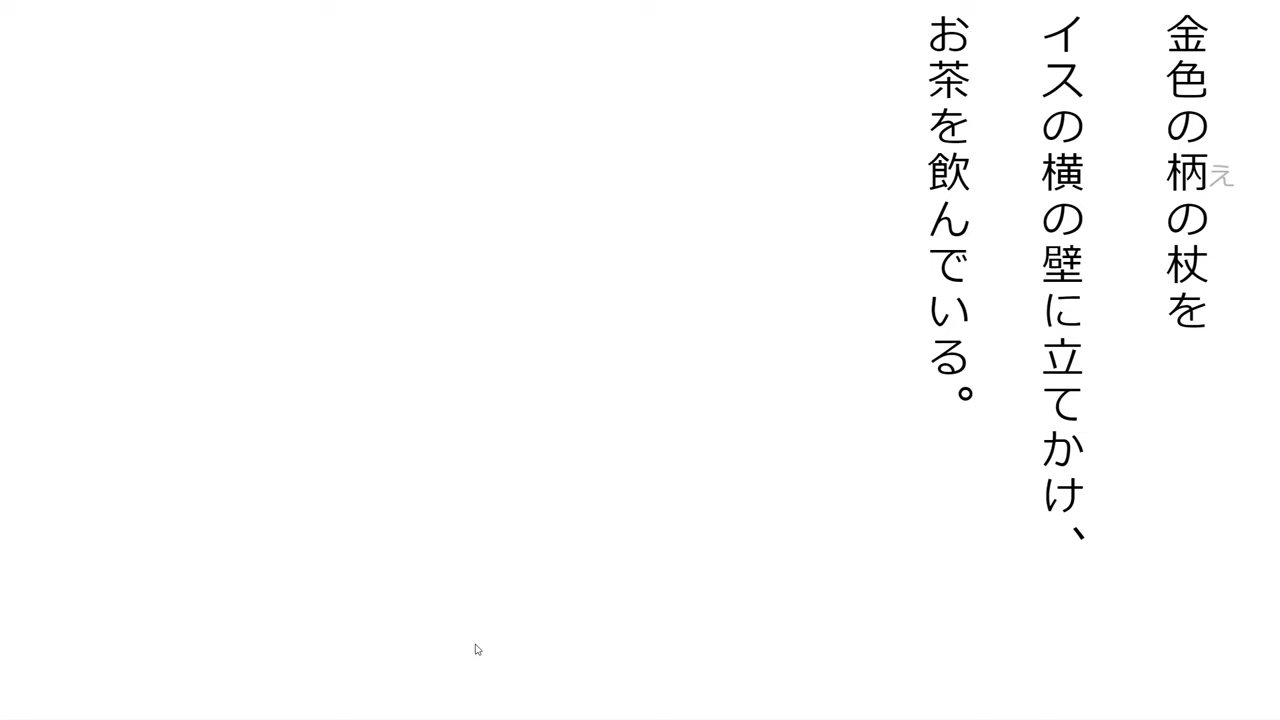 金色の柄の杖を
え
イスの横の壁に立てかけ、
お茶を飲んでいる。